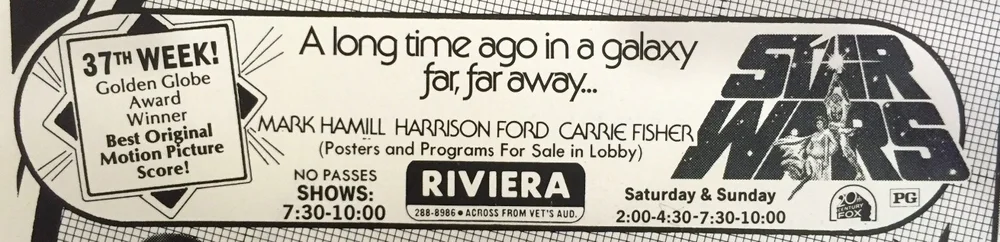 37TH WEEK!
Golden Globe
Award
Winner
Best Original
Motion Picture
Score!
A long time ago in a galaxy
far, far away...
STAR
WARS
MARK HAMILL HARRISON FORD CARRIE FISHER
(Posters and Programs For Sale in Lobby)
NO PASSES
SHOWS:
7:30-10:00
RIVIERA
288-8986 • ACROSS FROM VET'S AUD.
Saturday & Sunday
2:00-4:30-7:30-10:00
20th
CENTURY
FOX
PG